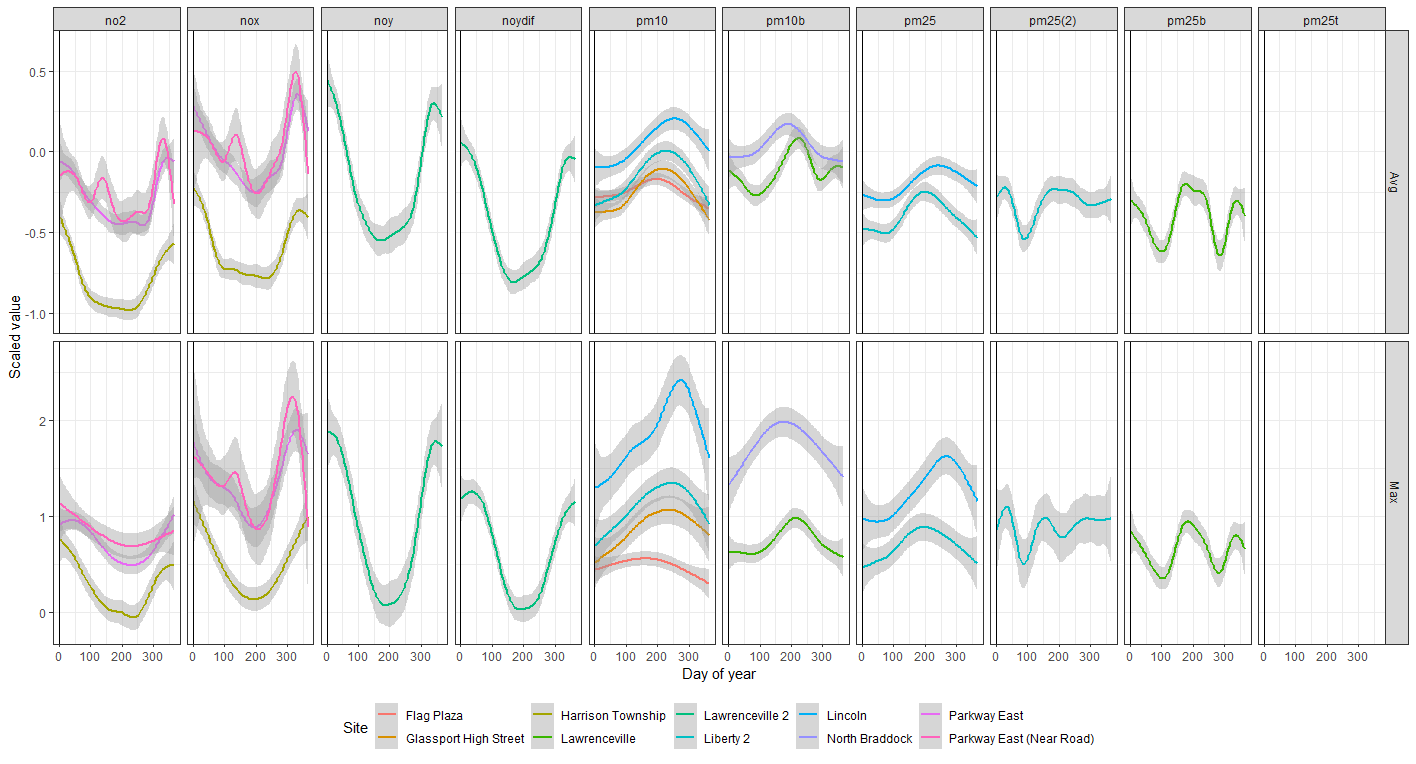 no2 nox noy noydif pm10 pm10b pm25 pm25(2) pm25b pm25t
0.5
0.0
-0.5
-1.0
Avg
Scaled value
2
1
0
Max
0 100 200 300 0 100 200 300 0 100 200 300 0 100 200 300 0 100 200 300 0 100 200 300 0 100 200 300 0 100 200 300 0 100 200 300 0 100 200 300
Day of year
Site
Flag Plaza Harrison Township Lawrenceville 2 Lincoln Parkway East
Glassport High Street Lawrenceville Liberty 2 North Braddock Parkway East (Near Road)